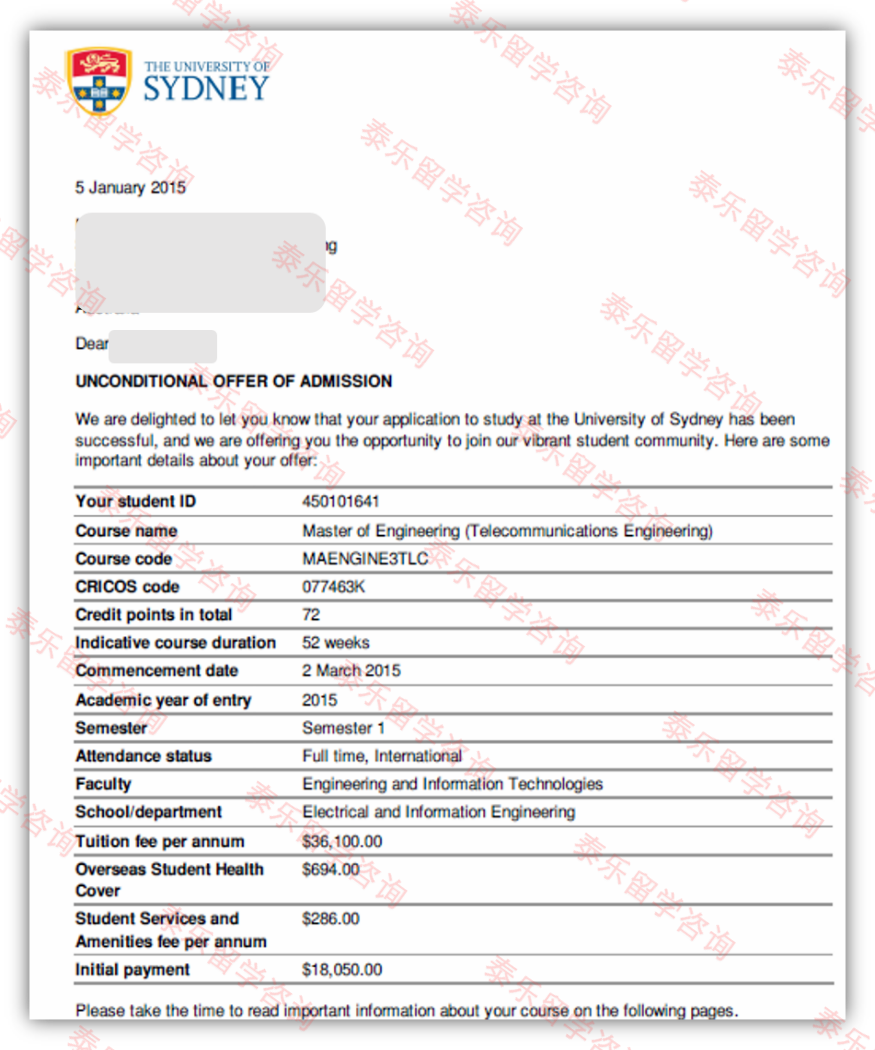 THE UNIVERSITY OF
SYDNEY
5 January 2015
Dear
UNCONDITIONAL OFFER OF ADMISSION
We are delighted to let you know that your application to study at the University of Sydney has been
successful, and we are offering you the opportunity to join our vibrant student community. Here are some
important details about your offer:
Your student ID 450101641
Course name Master of Engineering (Telecommunications Engineering)
Course code MAENGINE3TLC
CRICOS code 077463K
Credit points in total 72
Indicative course duration 52 weeks
Commencement date 2 March 2015
Academic year of entry 2015
Semester Semester 1
Attendance status Full time, International
Faculty Engineering and Information Technologies
School/department Electrical and Information Engineering
Tuition fee per annum $36,100.00
Overseas Student Health $694.00
Cover
Student Services and $286.00
Amenities fee per annum
Initial payment $18,050.00
Please take the time to read important information about your course on the following pages.
泰乐留学咨询